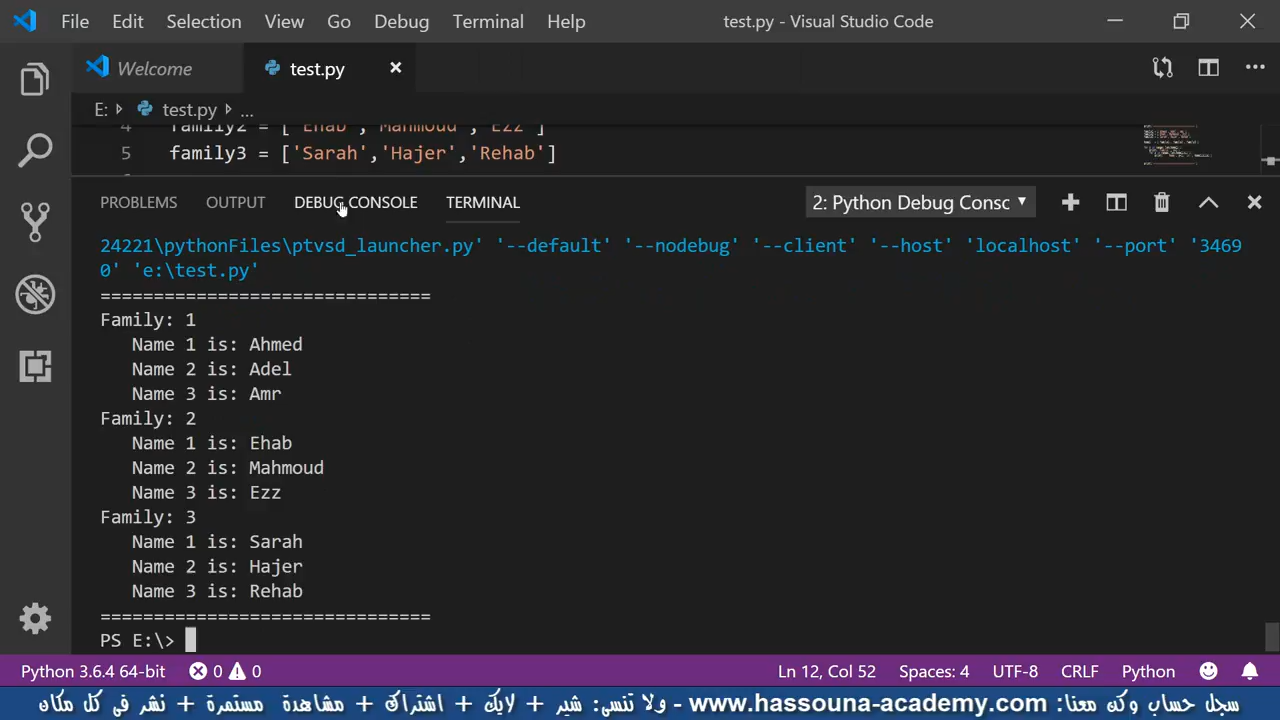 File Edit Selection View Go Debug Terminal Help test.py - Visual Studio Code
Welcome test.py
E: test.py ...
4 family2 = ['Ehab','Mahmoud','Ezz']
5 family3 = ['Sarah','Hajer','Rehab']
PROBLEMS OUTPUT DEBUG CONSOLE TERMINAL 2: Python Debug Consc
24221\pythonFiles\ptvsd_launcher.py' '--default' '--nodebug' '--client' '--host' 'localhost' '--port' '3469
0' 'e:\test.py'
===============================
Family: 1
Name 1 is: Ahmed
Name 2 is: Adel
Name 3 is: Amr
Family: 2
Name 1 is: Ehab
Name 2 is: Mahmoud
Name 3 is: Ezz
Family: 3
Name 1 is: Sarah
Name 2 is: Hajer
Name 3 is: Rehab
===============================
PS E:\>
Python 3.6.4 64-bit 0 0 Ln 12, Col 52 Spaces: 4 UTF-8 CRLF Python
سجل حساب وكن معنا: www.hassouna-academy.com - ولا تنسى: شير + لايك + اشتراك + مشاهدة مستمرة + نشر فى كل مكان